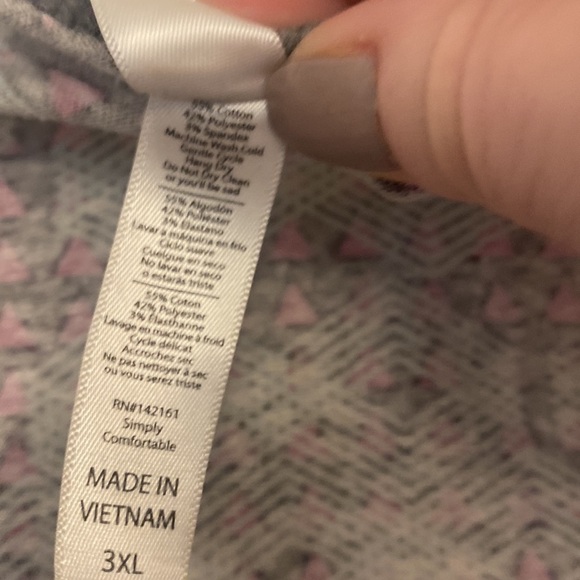 55% Cotton
42% Polyester
3% Spandex
Machine Wash Cold
Gentle Cycle
Hang Dry
Do Not Dry Clean
or you'll be sad
55% Algodón
42% Poliéster
3% Elastano
Lavar a máquina en frío
Ciclo suave
Cuelgue en seco
No lavar en seco
o estarás triste
55% Coton
42% Polyester
3% Elasthanne
Lavage en machine à froid
Cycle délicat
Accrochez sec
Ne pas nettoyer à sec
ou vous serez triste
RN#142161
Simply
Comfortable
MADE IN
VIETNAM
3XL